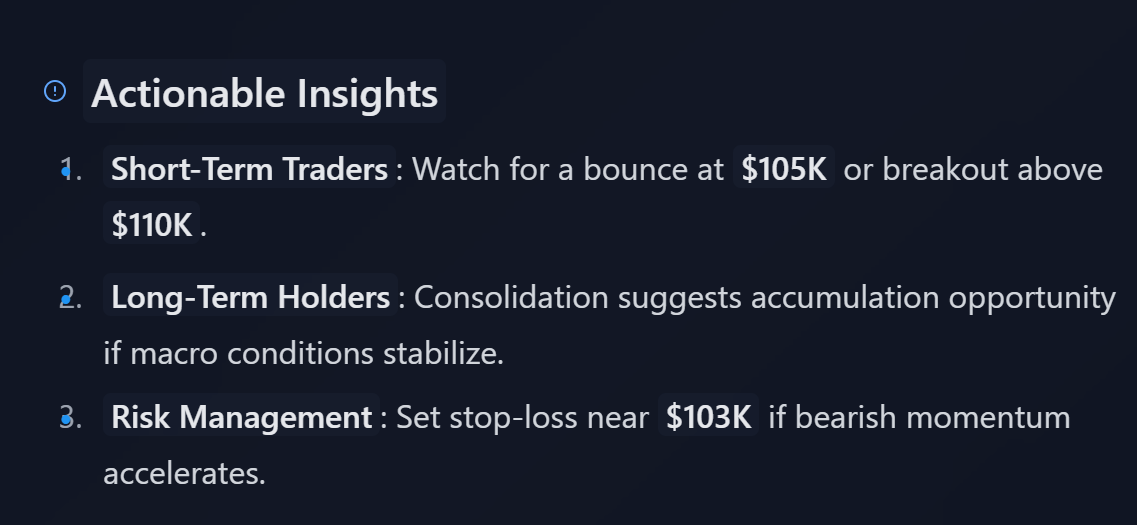 Actionable Insights
1. Short-Term Traders: Watch for a bounce at $105K or breakout above
$110K.
2. Long-Term Holders: Consolidation suggests accumulation opportunity
if macro conditions stabilize.
3. Risk Management: Set stop-loss near $103K if bearish momentum
accelerates.